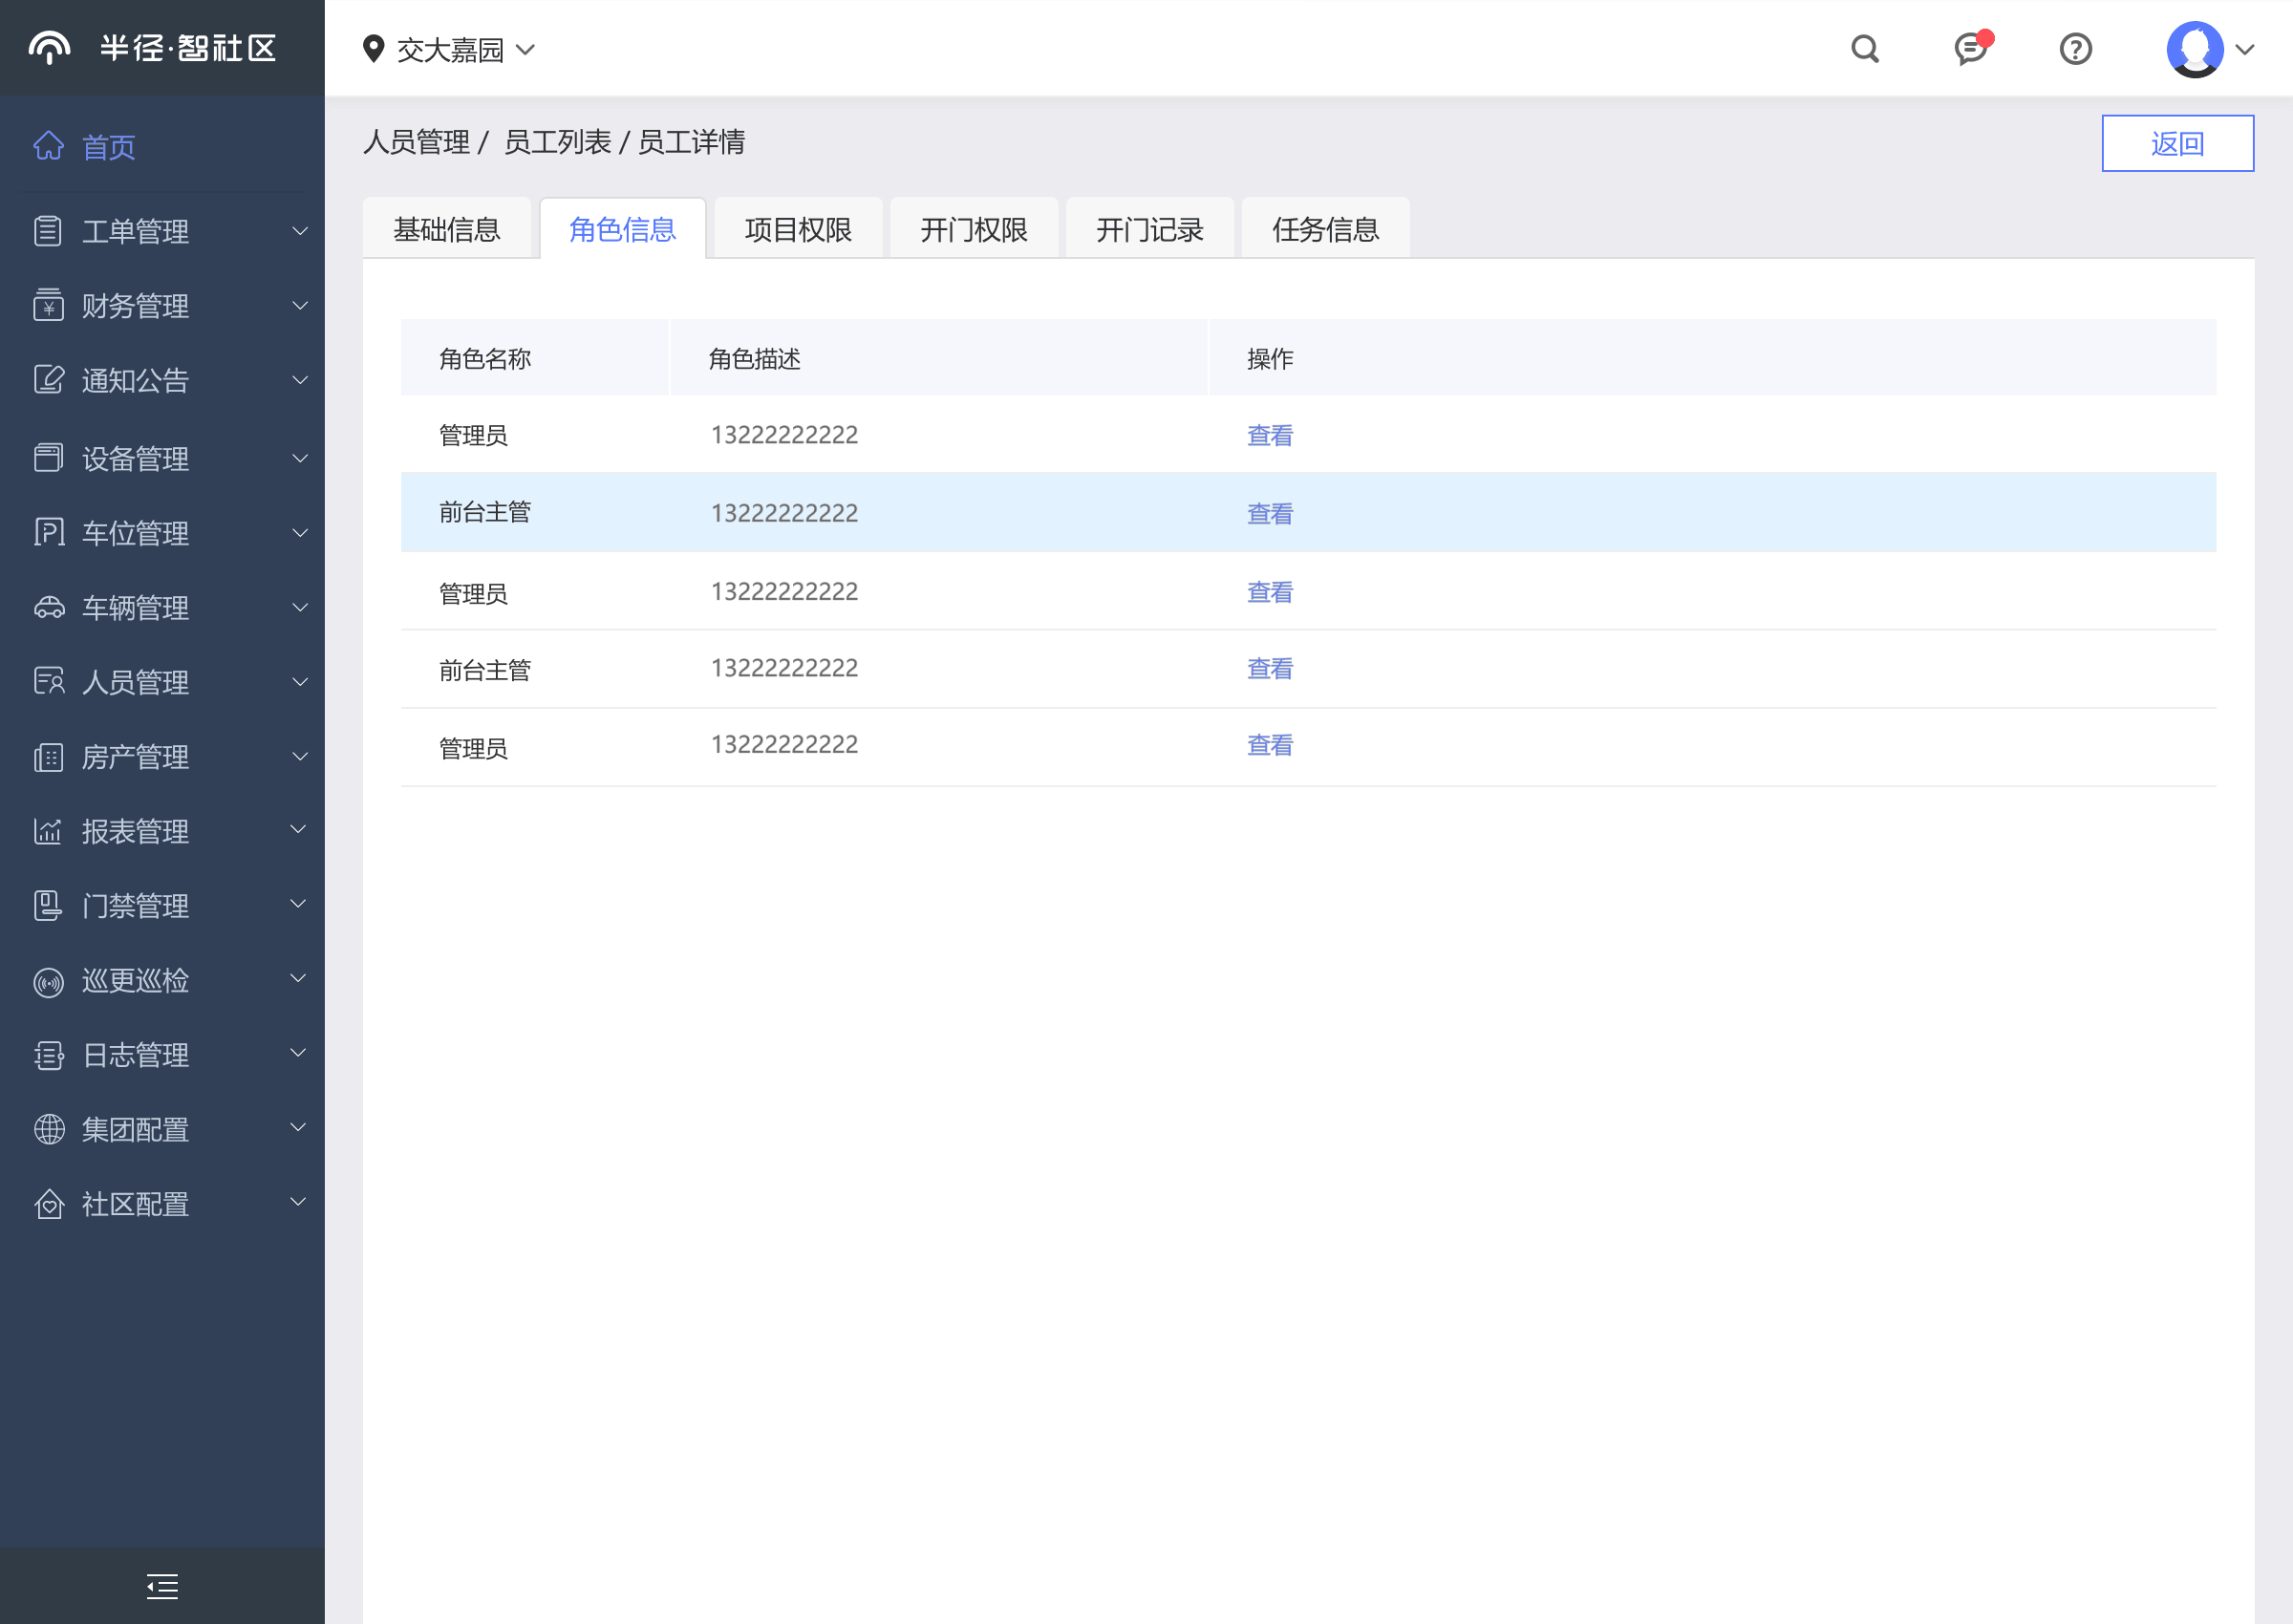 半径·智社区
交大嘉园
首页
工单管理
财务管理
通知公告
设备管理
车位管理
车辆管理
人员管理
房产管理
报表管理
门禁管理
巡更巡检
日志管理
集团配置
社区配置
人员管理 / 员工列表 / 员工详情
返回
基础信息 角色信息 项目权限 开门权限 开门记录 任务信息
角色名称 角色描述 操作
管理员 13222222222 查看
前台主管 13222222222 查看
管理员 13222222222 查看
前台主管 13222222222 查看
管理员 13222222222 查看